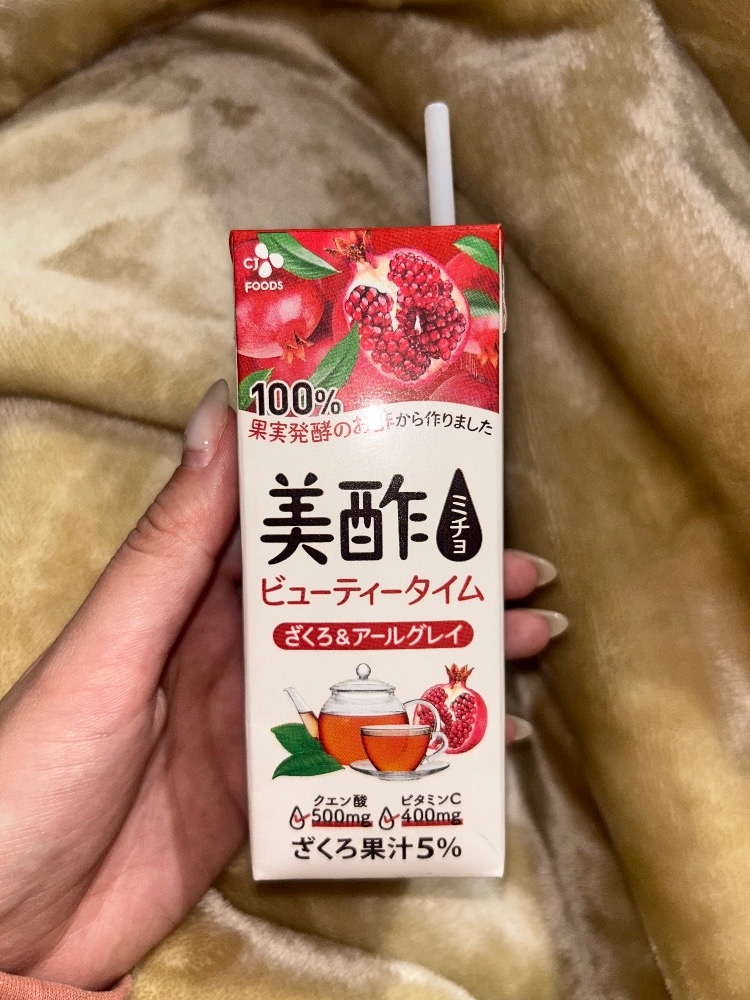 CJ
FOODS
100%
果実発酵のお酢から作りました
美酢
ミチョ
ビューティータイム
ざくろ&アールグレイ
クエン酸
500mg
ビタミンC
400mg
ざくろ果汁5%